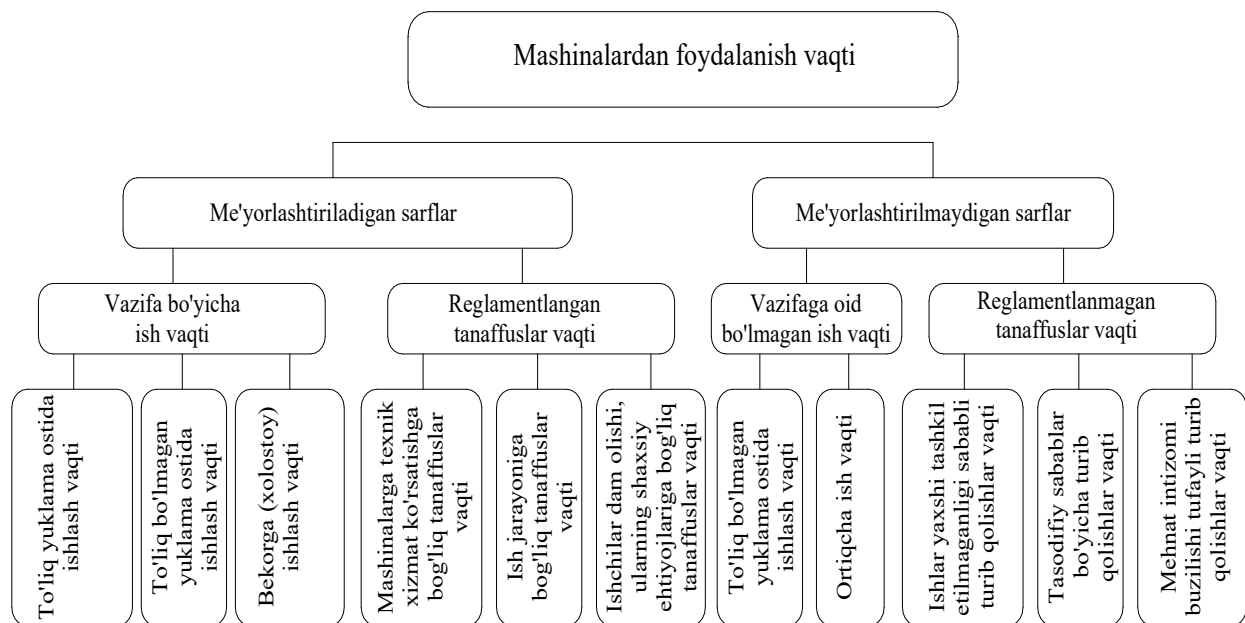 Mashinalardan foydalanish vaqti
Me'yorlashtiriladigan sarflar
Me'yorlashtirilmaydigan sarflar
Vazifa bo'yicha
ish vaqti
Reglamentlangan
tanaffuslar vaqti
Vazifaga oid
bo'lmagan ish vaqti
Reglamentlanmagan
tanaffuslar vaqti
To'liq yuklama ostida
ishlash vaqti
To'liq bo'lmagan
yuklama ostida
ishlash vaqti
Bekorga (xolostoy)
ishlash vaqti
Mashinalarga texnik
xizmat ko'rsatishga
bog'liq tanaffuslar
vaqti
Ish jarayoniga
bog'liq tanaffuslar
vaqti
Ishchilar dam olishi,
ularning shaxsiy
ehtiyojlariga bog'liq
tanaffuslar vaqti
To'liq bo'lmagan
yuklama ostida
ishlash vaqti
Ortiqcha ish vaqti
Ishlar yaxshi tashkil
etilmaganligi sababli
turib qolishlar vaqti
Tasodifiy sabablar
bo'yicha turib
qolishlar vaqti
Mehnat intizomi
buzilishi tufayli turib
qolishlar vaqti